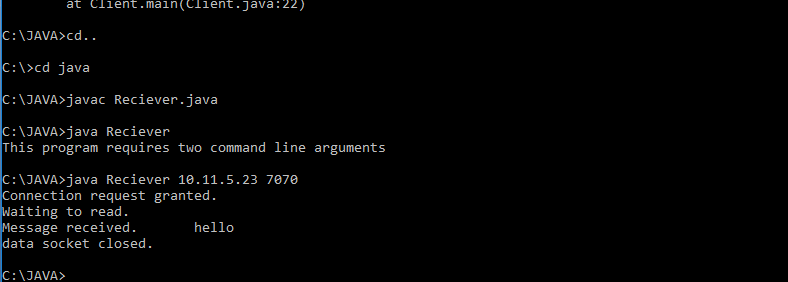 at Client.main(Client.java:22)
C:\JAVA>cd..
C:\>cd java
C:\JAVA>javac Reciever.java
C:\JAVA>java Reciever
This program requires two command line arguments
C:\JAVA>java Reciever 10.11.5.23 7070
Connection request granted.
Waiting to read.
Message received.       hello
data socket closed.
C:\JAVA>